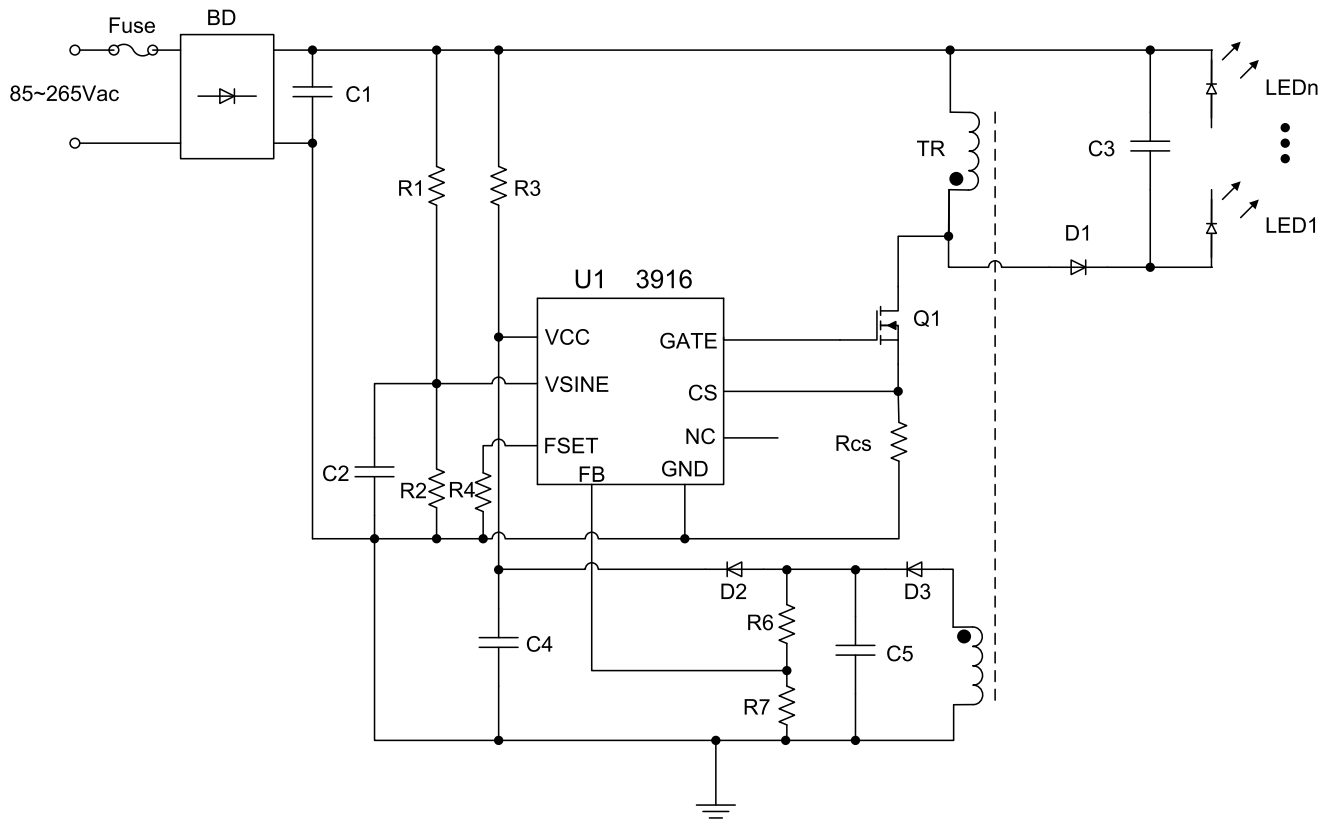 Fuse
BD
85~265Vac
C1
LEDn
TR
C3
R1
R3
LED1
D1
U1 3916
Q1
VCC
GATE
VSINE
CS
NC
Rcs
FSET
FB
GND
C2
R2
R4
D2
D3
R6
C4
C5
R7